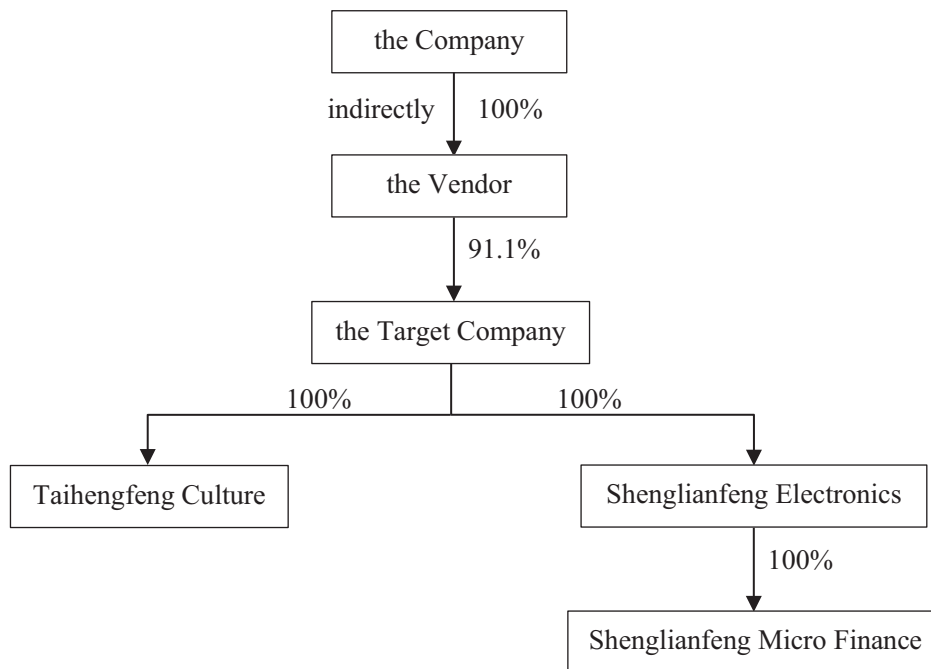 the Company
indirectly 100%
the Vendor
91.1%
the Target Company
100% 100%
Taihengfeng Culture Shenglianfeng Electronics
100%
Shenglianfeng Micro Finance